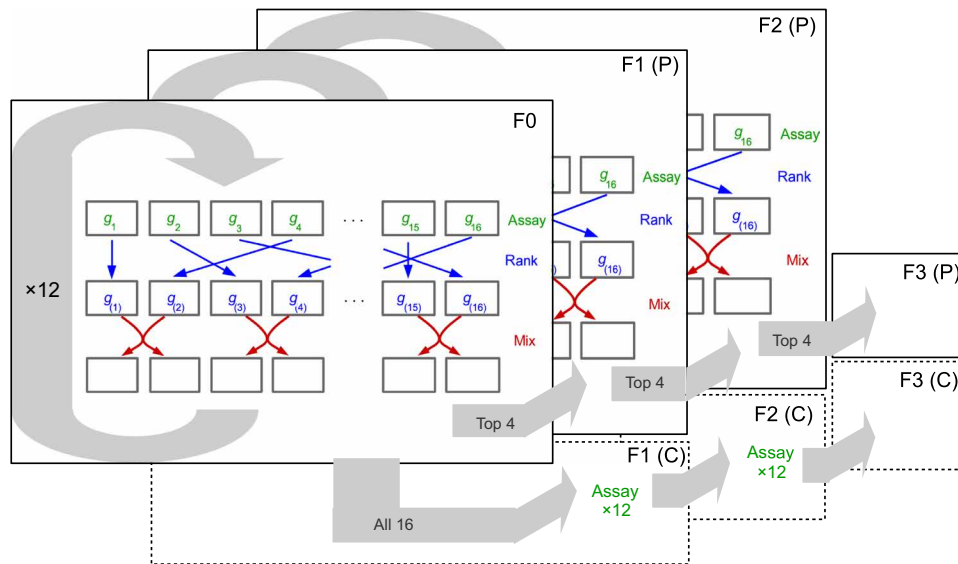 F2 (P)
F1 (P)
F0
g16 Assay
Rank
g(16)
Mix
g16 Assay
Rank
g(16)
Mix
g1 g2 g3 g4 ... g15 g16 Assay
Rank
×12
g(1) g(2) g(3) g(4) ... g(15) g(16)
Mix
F3 (P)
Top 4
Top 4
Top 4
F3 (C)
F2 (C)
F1 (C)
Assay
×12
Assay
×12
All 16